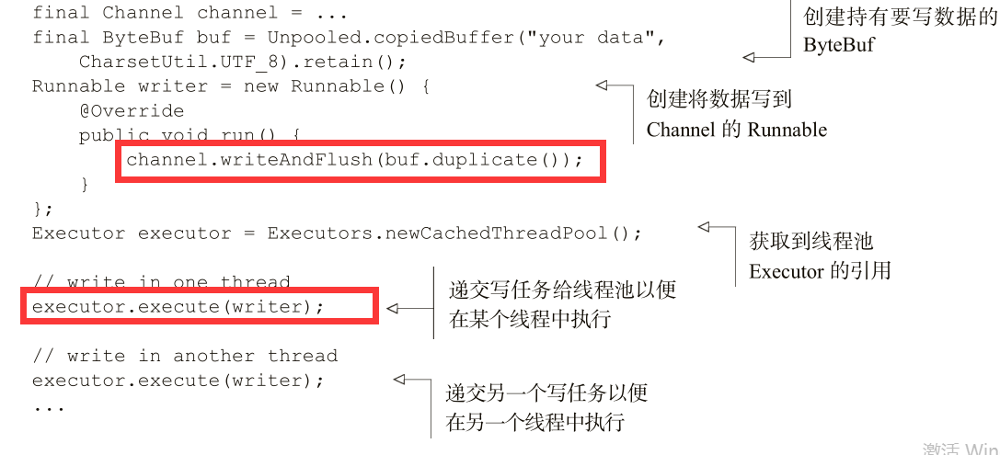 final Channel channel = ...
final ByteBuf buf = Unpooled.copiedBuffer("your data",
CharsetUtil.UTF_8).retain();
创建持有要写数据的
ByteBuf
Runnable writer = new Runnable() {
@Override
public void run() {
channel.writeAndFlush(buf.duplicate());
}
};
创建将数据写到
Channel 的 Runnable
Executor executor = Executors.newCachedThreadPool();
获取到线程池
Executor 的引用
// write in one thread
executor.execute(writer);
递交写任务给线程池以便
在某个线程中执行
// write in another thread
executor.execute(writer);
...
递交另一个写任务以便
在另一个线程中执行
激活 Win